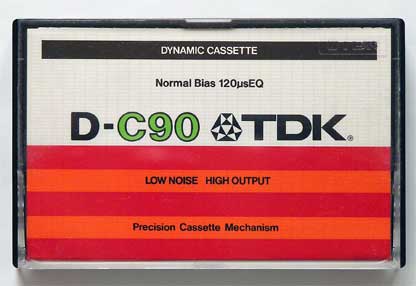 DYNAMIC CASSETTE
Normal Bias 120µsEQ
D-C90 TDK®
LOW NOISE HIGH OUTPUT
Precision Cassette Mechanism